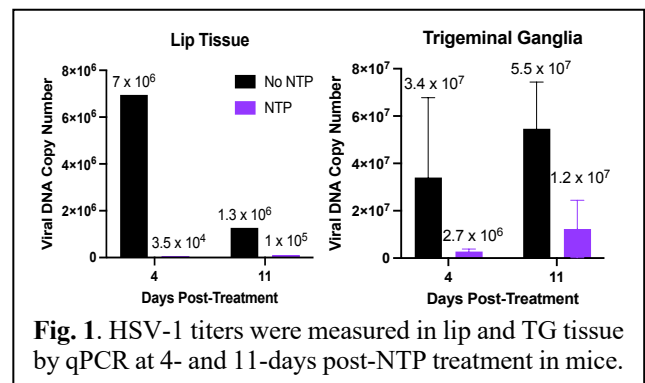 Lip Tissue
Viral DNA Copy Number
8×10⁶
6×10⁶
4×10⁶
2×10⁶
0
7 x 10⁶
3.5 x 10⁴
1.3 x 10⁶
1 x 10⁵
No NTP
NTP
4
11
Days Post-Treatment
Trigeminal Ganglia
Viral DNA Copy Number
8×10⁷
6×10⁷
4×10⁷
2×10⁷
0
3.4 x 10⁷
2.7 x 10⁶
5.5 x 10⁷
1.2 x 10⁷
4
11
Days Post-Treatment
Fig. 1. HSV-1 titers were measured in lip and TG tissue
by qPCR at 4- and 11-days post-NTP treatment in mice.